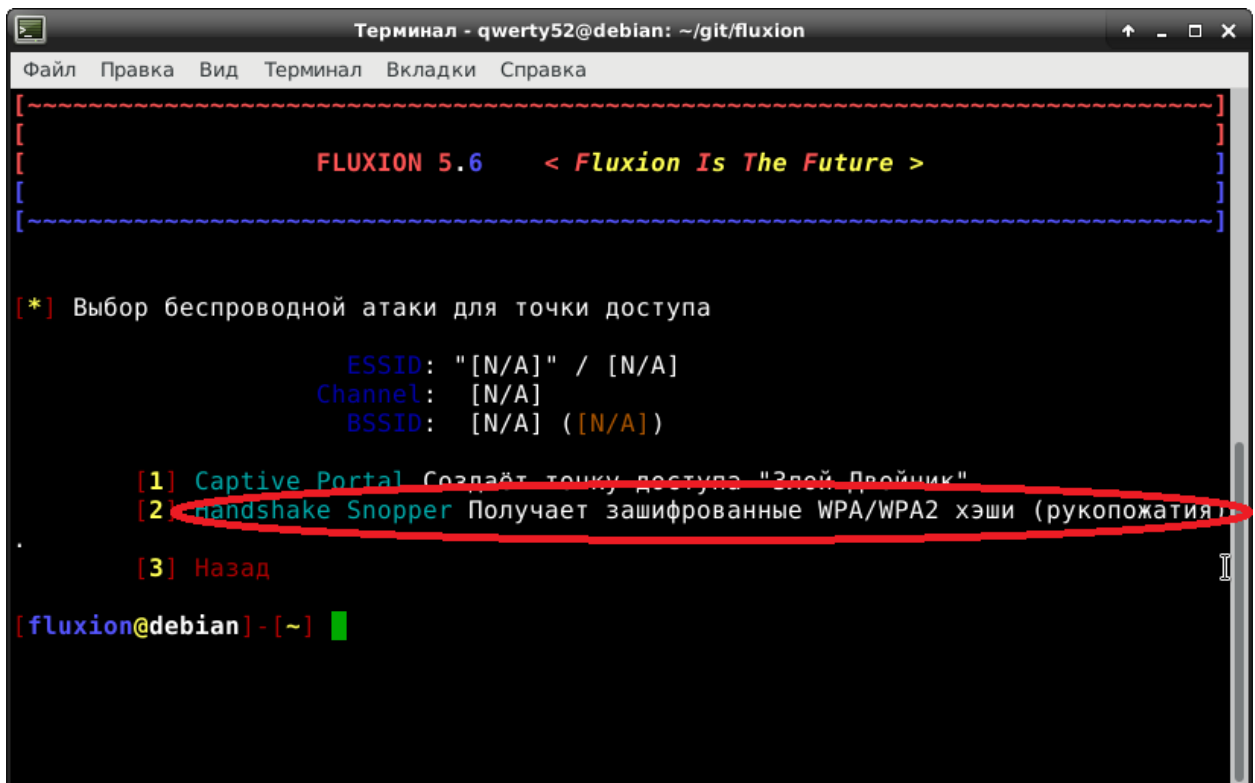 Терминал - qwerty52@debian: ~/git/fluxion
Файл Правка Вид Терминал Вкладки Справка
[~~~~~~~~~~~~~~~~~~~~~~~~~~~~~~~~~~~~~~~~~~~~~~~~~~~~~~~~~~~~~~~~~~~~~~~~~~~~~~]
[ ]
[ FLUXION 5.6 < Fluxion Is The Future > ]
[ ]
[~~~~~~~~~~~~~~~~~~~~~~~~~~~~~~~~~~~~~~~~~~~~~~~~~~~~~~~~~~~~~~~~~~~~~~~~~~~~~~]
[*] Выбор беспроводной атаки для точки доступа
ESSID: "[N/A]" / [N/A]
Channel: [N/A]
BSSID: [N/A] ([N/A])
[1] Captive Portal Создаёт точку доступа "Злой Двойник"
[2] Handshake Snopper Получает зашифрованные WPA/WPA2 хэши (рукопожатия)
.
[3] Назад
[fluxion@debian]-[~]